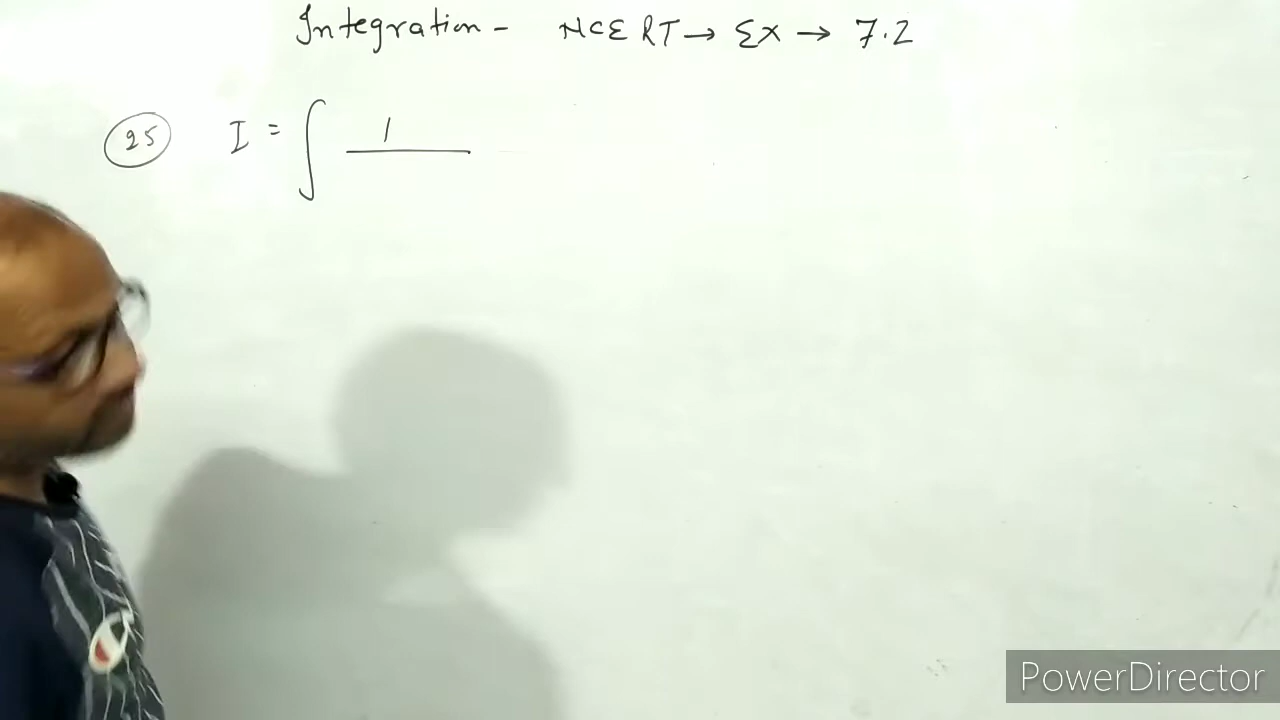 Integration - NCERT → Ex → 7.2
25 I = ∫ 1
PowerDirector